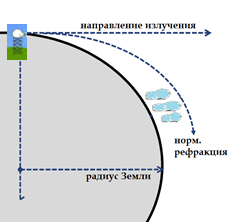 направление излучения
норм.
рефракция
радиус Земли